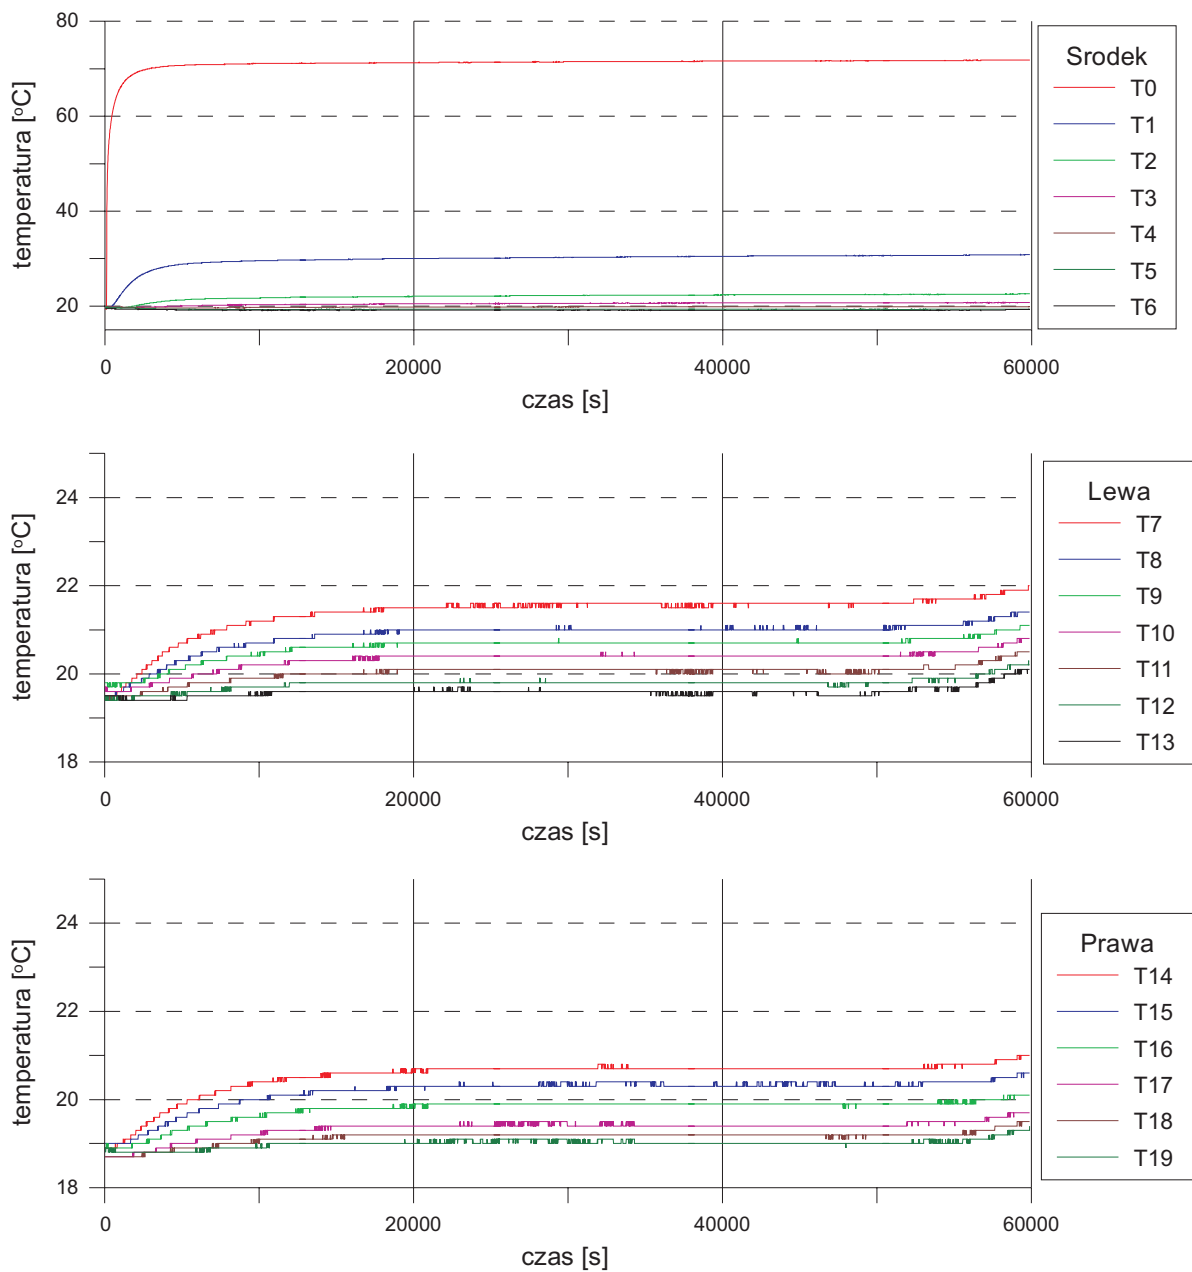 80
60
40
20
temperatura [°C]
0
20000
40000
60000
czas [s]
Srodek
T0
T1
T2
T3
T4
T5
T6
24
22
20
18
temperatura [°C]
0
20000
40000
60000
czas [s]
Lewa
T7
T8
T9
T10
T11
T12
T13
24
22
20
18
temperatura [°C]
0
20000
40000
60000
czas [s]
Prawa
T14
T15
T16
T17
T18
T19